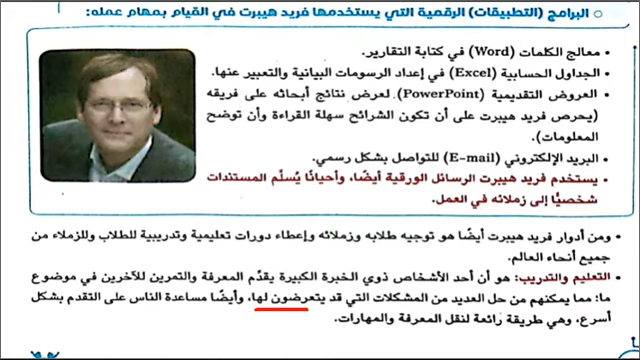 ○ البرامج (التطبيقات) الرقمية التي يستخدمها فريد هيبرت في القيام بمهام عمله:
• معالج الكلمات (Word) في كتابة التقارير.
• الجداول الحسابية (Excel) في إعداد الرسومات البيانية والتعبير عنها.
• العروض التقديمية (PowerPoint) لعرض نتائج أبحاثه على فريقه
(يحرص فريد هيبرت على أن تكون الشرائح سهلة القراءة وأن توضح
المعلومات).
• البريد الإلكتروني (E-mail) للتواصل بشكل رسمي.
• يستخدم فريد هيبرت الرسائل الورقية أيضًا، وأحيانًا يُسلَّم المستندات
شخصيًّا إلى زملائه في العمل.
• ومن أدوار فريد هيبرت أيضًا هو توجيه طلابه وزملائه وإعطاء دورات تعليمية وتدريبية للطلاب وللزملاء من
جميع أنحاء العالم.
• التعليم والتدريب: هو أن أحد الأشخاص ذوي الخبرة الكبيرة يقدِّم المعرفة والتمرين للآخرين في موضوع
ما؛ مما يمكنهم من حل العديد من المشكلات التي قد يتعرضون لها، وأيضًا مساعدة الناس على التقدم بشكل
أسرع، وهي طريقة رائعة لنقل المعرفة والمهارات.